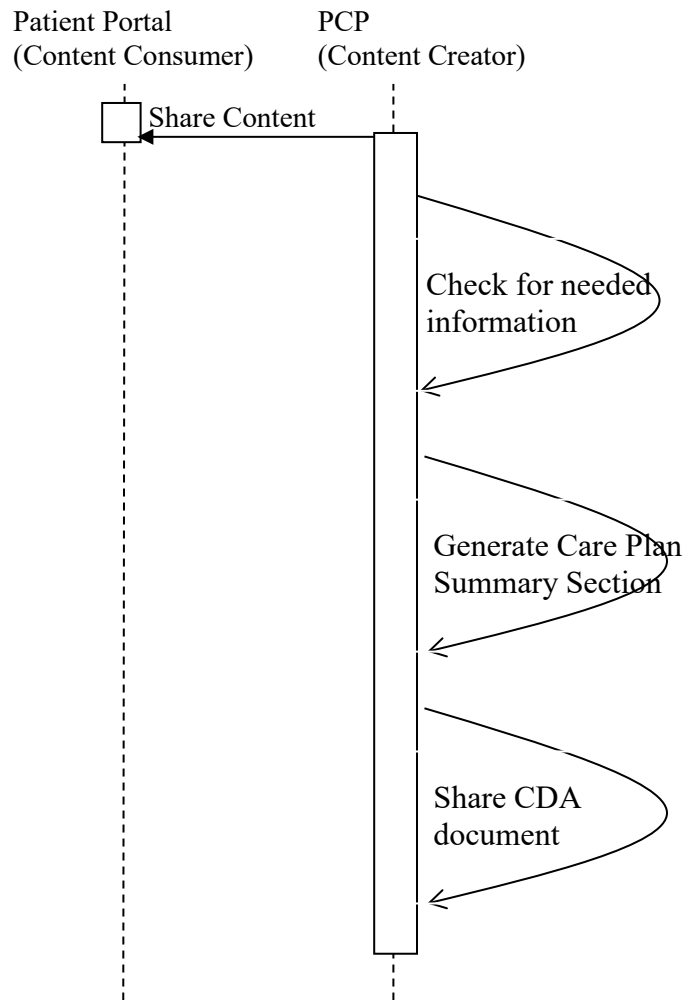 Patient Portal
(Content Consumer)
PCP
(Content Creator)
Share Content
Check for needed
information
Generate Care Plan
Summary Section
Share CDA
document